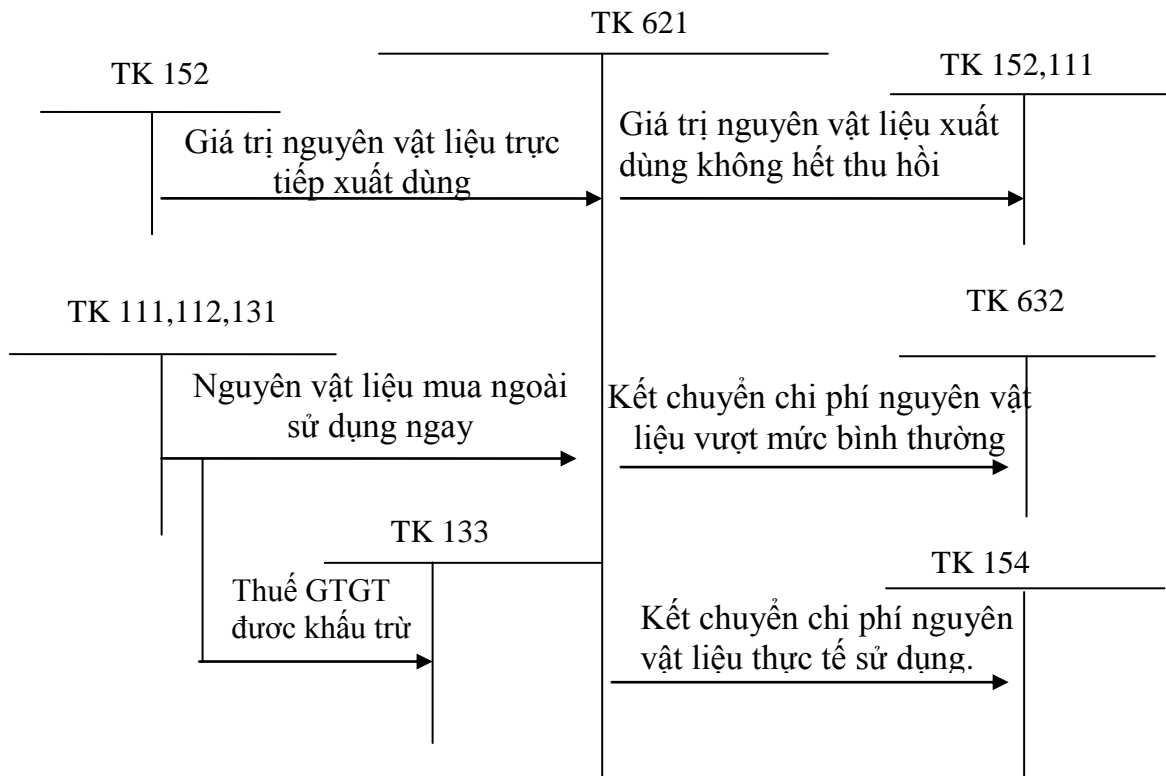 TK 621
TK 152
TK 152,111
Giá trị nguyên vật liệu trực
tiếp xuất dùng
Giá trị nguyên vật liệu xuất
dùng không hết thu hồi
TK 111,112,131
TK 632
Nguyên vật liệu mua ngoài
sử dụng ngay
Kết chuyển chi phí nguyên vật
liệu vượt mức bình thường
TK 133
TK 154
Thuế GTGT
đươc khấu trừ
Kết chuyển chi phí nguyên
vật liệu thực tế sử dụng.